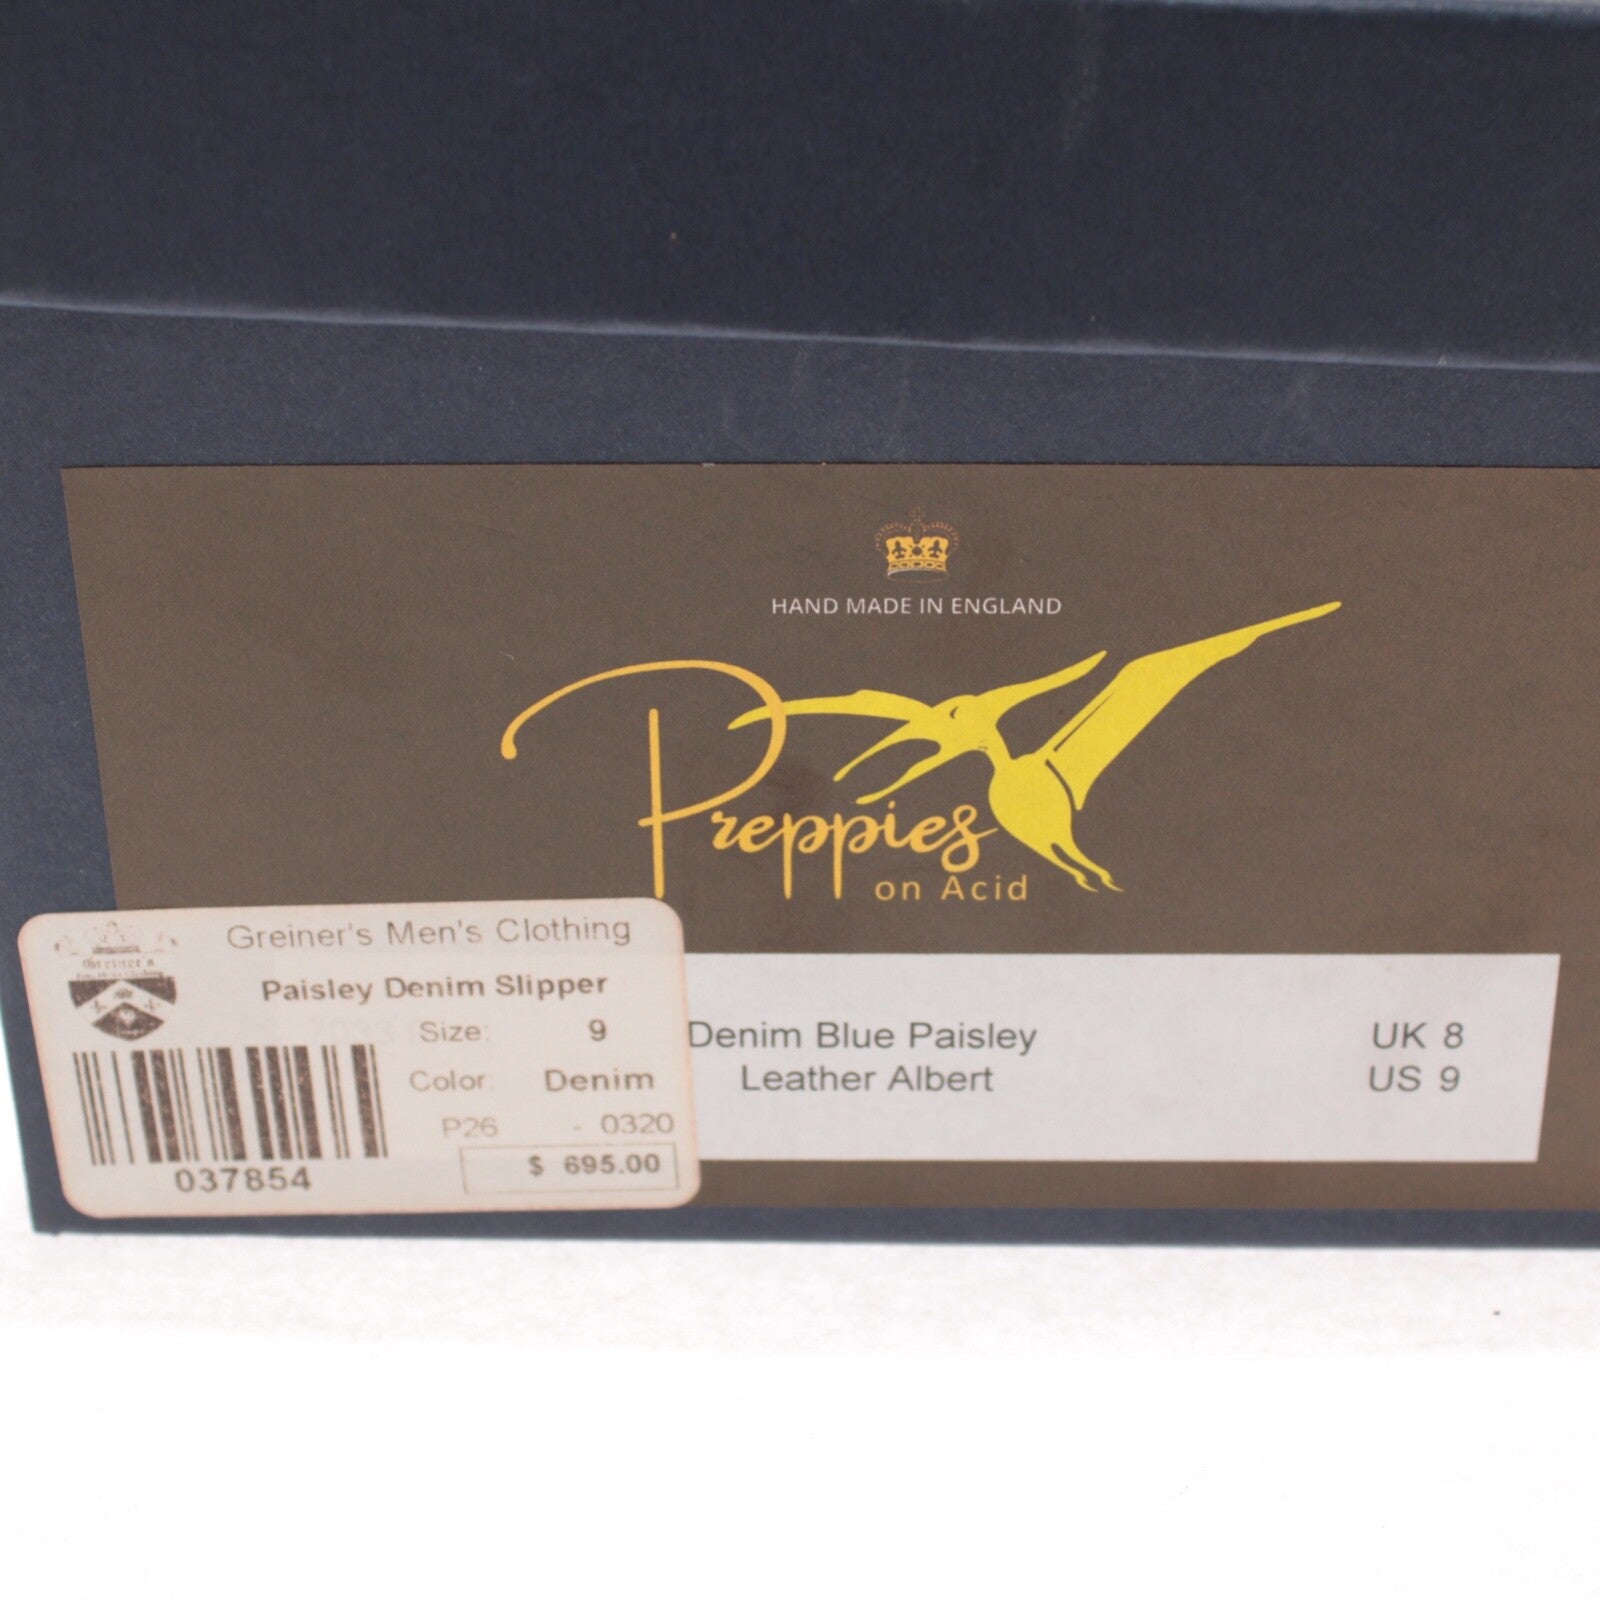 HAND MADE IN ENGLAND
Preppies
on Acid
Greiner's Men's Clothing
Greiner's
Paisley Denim Slipper
Size: 9
Color: Denim
P26 - 0320
$ 695.00
037854
Denim Blue Paisley UK 8
Leather Albert US 9